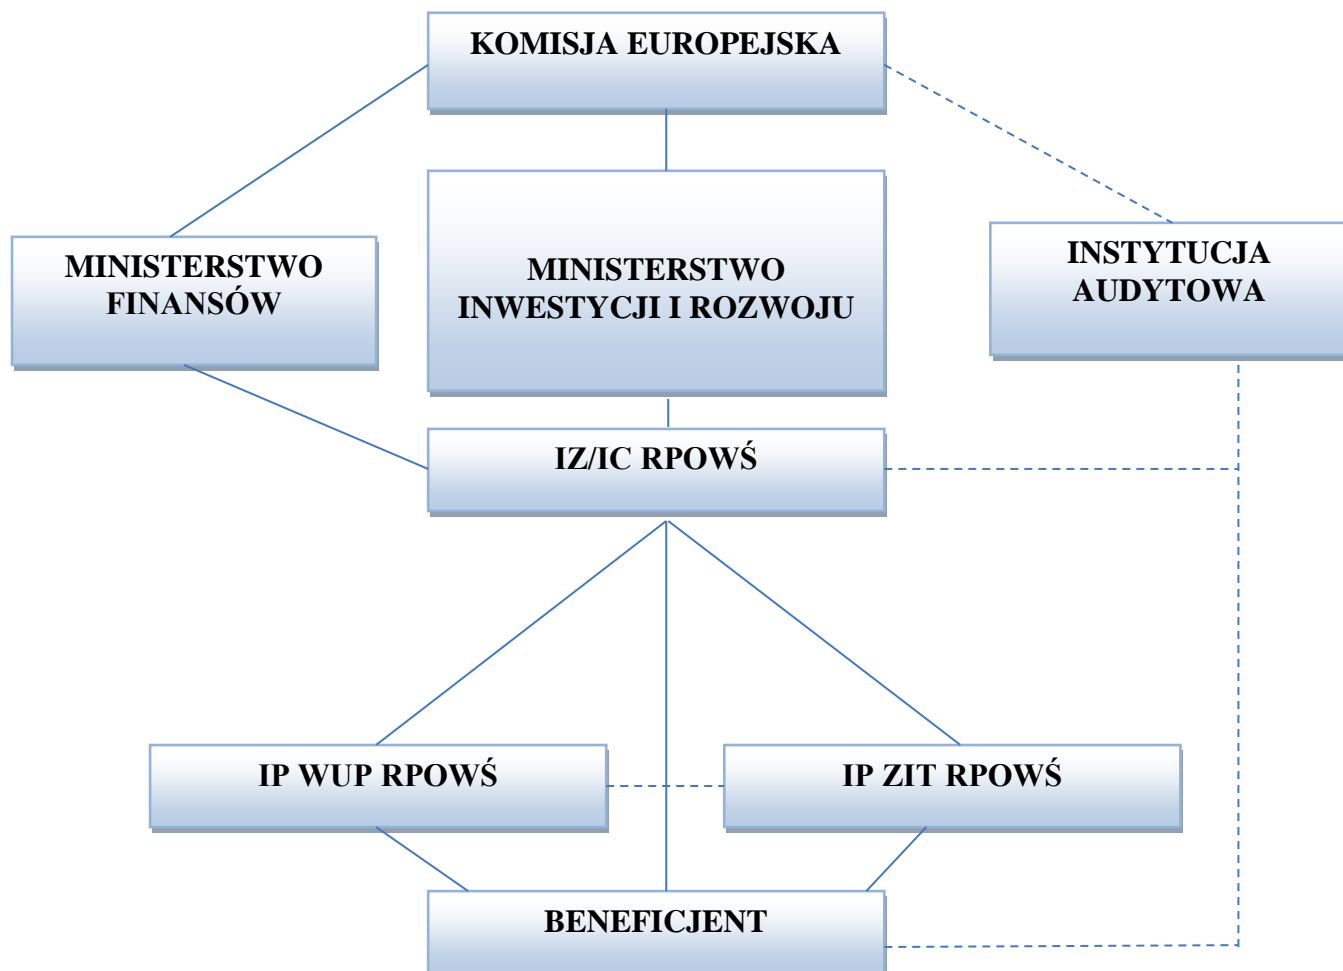 KOMISJA EUROPEJSKA
MINISTERSTWO
FINANSÓW
MINISTERSTWO
INWESTYCJI I ROZWOJU
INSTYTUCJA
AUDYTOWA
IZ/IC RPOWŚ
IP WUP RPOWŚ
IP ZIT RPOWŚ
BENEFICJENT